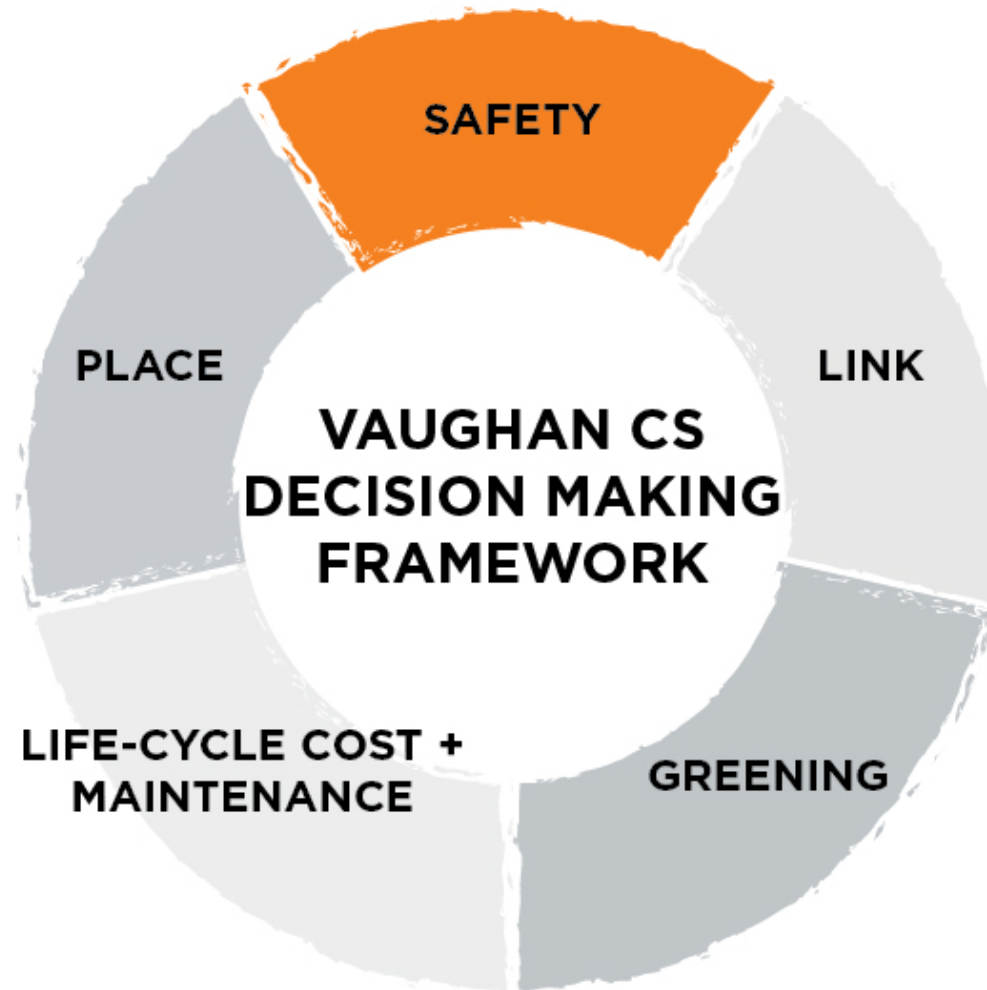 SAFETY
PLACE
LINK
VAUGHAN CS
DECISION MAKING
FRAMEWORK
LIFE-CYCLE COST +
MAINTENANCE
GREENING